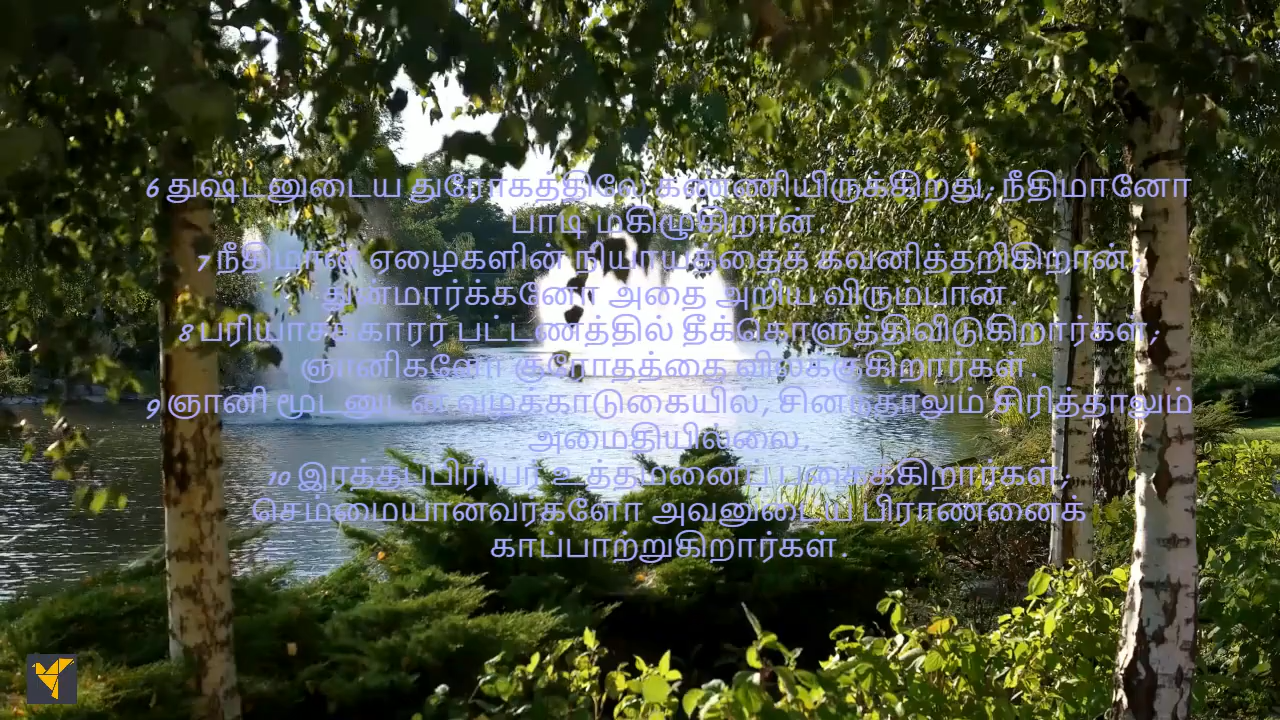 6 துஷ்டனுடைய துரோகத்திலே கண்ணியிருக்கிறது; நீதிமானோ
பாடி மகிழுகிறான்.
7 நீதிமான் ஏழைகளின் நியாயத்தைக் கவனித்தறிகிறான்;
துன்மார்க்கனோ அதை அறிய விரும்பான்.
8 பரியாசக்காரர் பட்டணத்தில் தீக்கொளுத்திவிடுகிறார்கள்;
ஞானிகளோ குரோதத்தை விலக்குகிறார்கள்.
9 ஞானி மூடனுடன் வழக்காடுகையில், சினந்தாலும் சிரித்தாலும்
அமைதியில்லை.
10 இரத்தப்பிரியர் உத்தமனைப் பகைக்கிறார்கள்;
செம்மையானவர்களோ அவனுடைய பிராணனைக்
காப்பாற்றுகிறார்கள்.